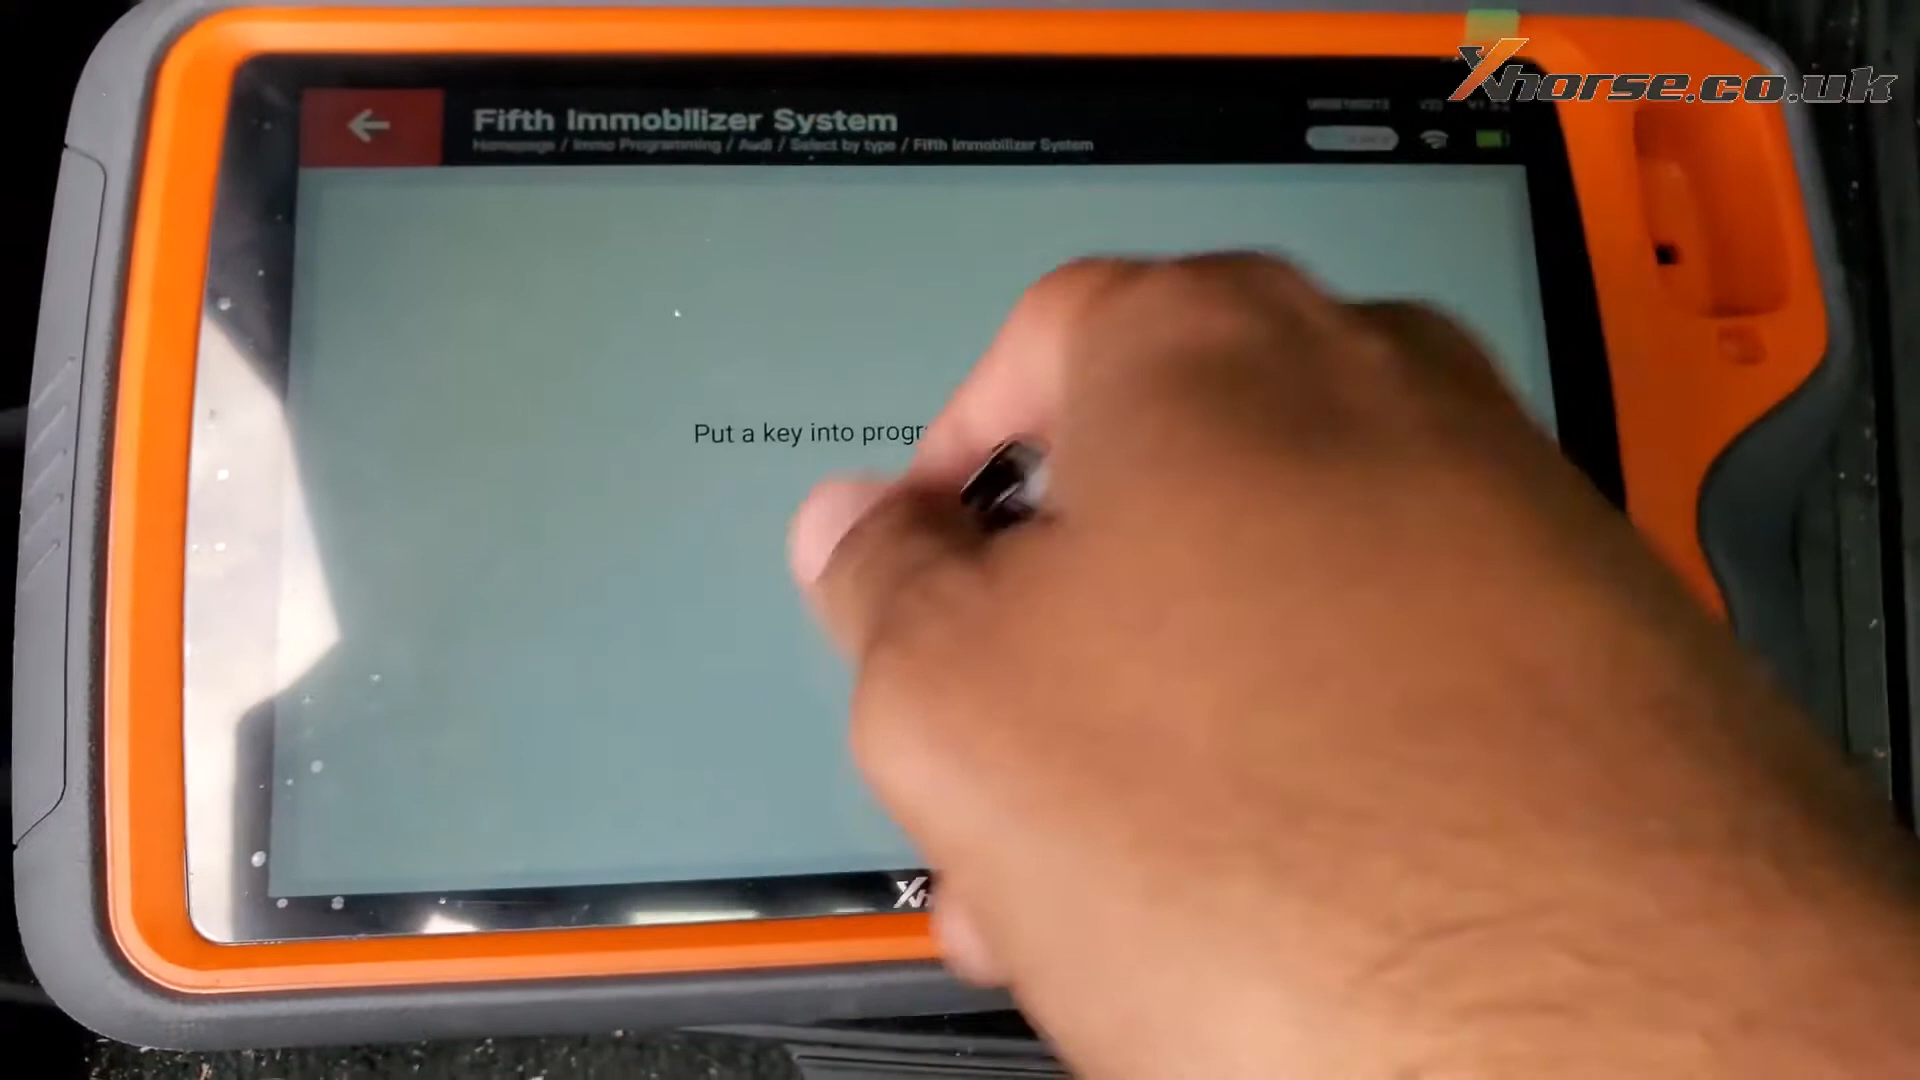 Xhorse.co.uk
Fifth Immobilizer System
Homepage / Immo Programming / Audi / Select by type / Fifth Immobilizer System
Put a key into progr
Xh